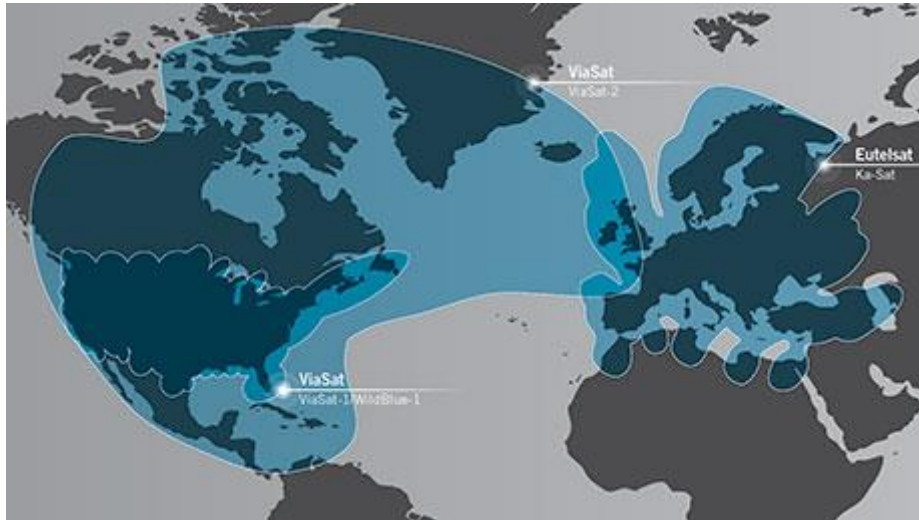 ViaSat
ViaSat-2
Eutelsat
Ka-Sat
ViaSat
ViaSat-1/WildBlue-1